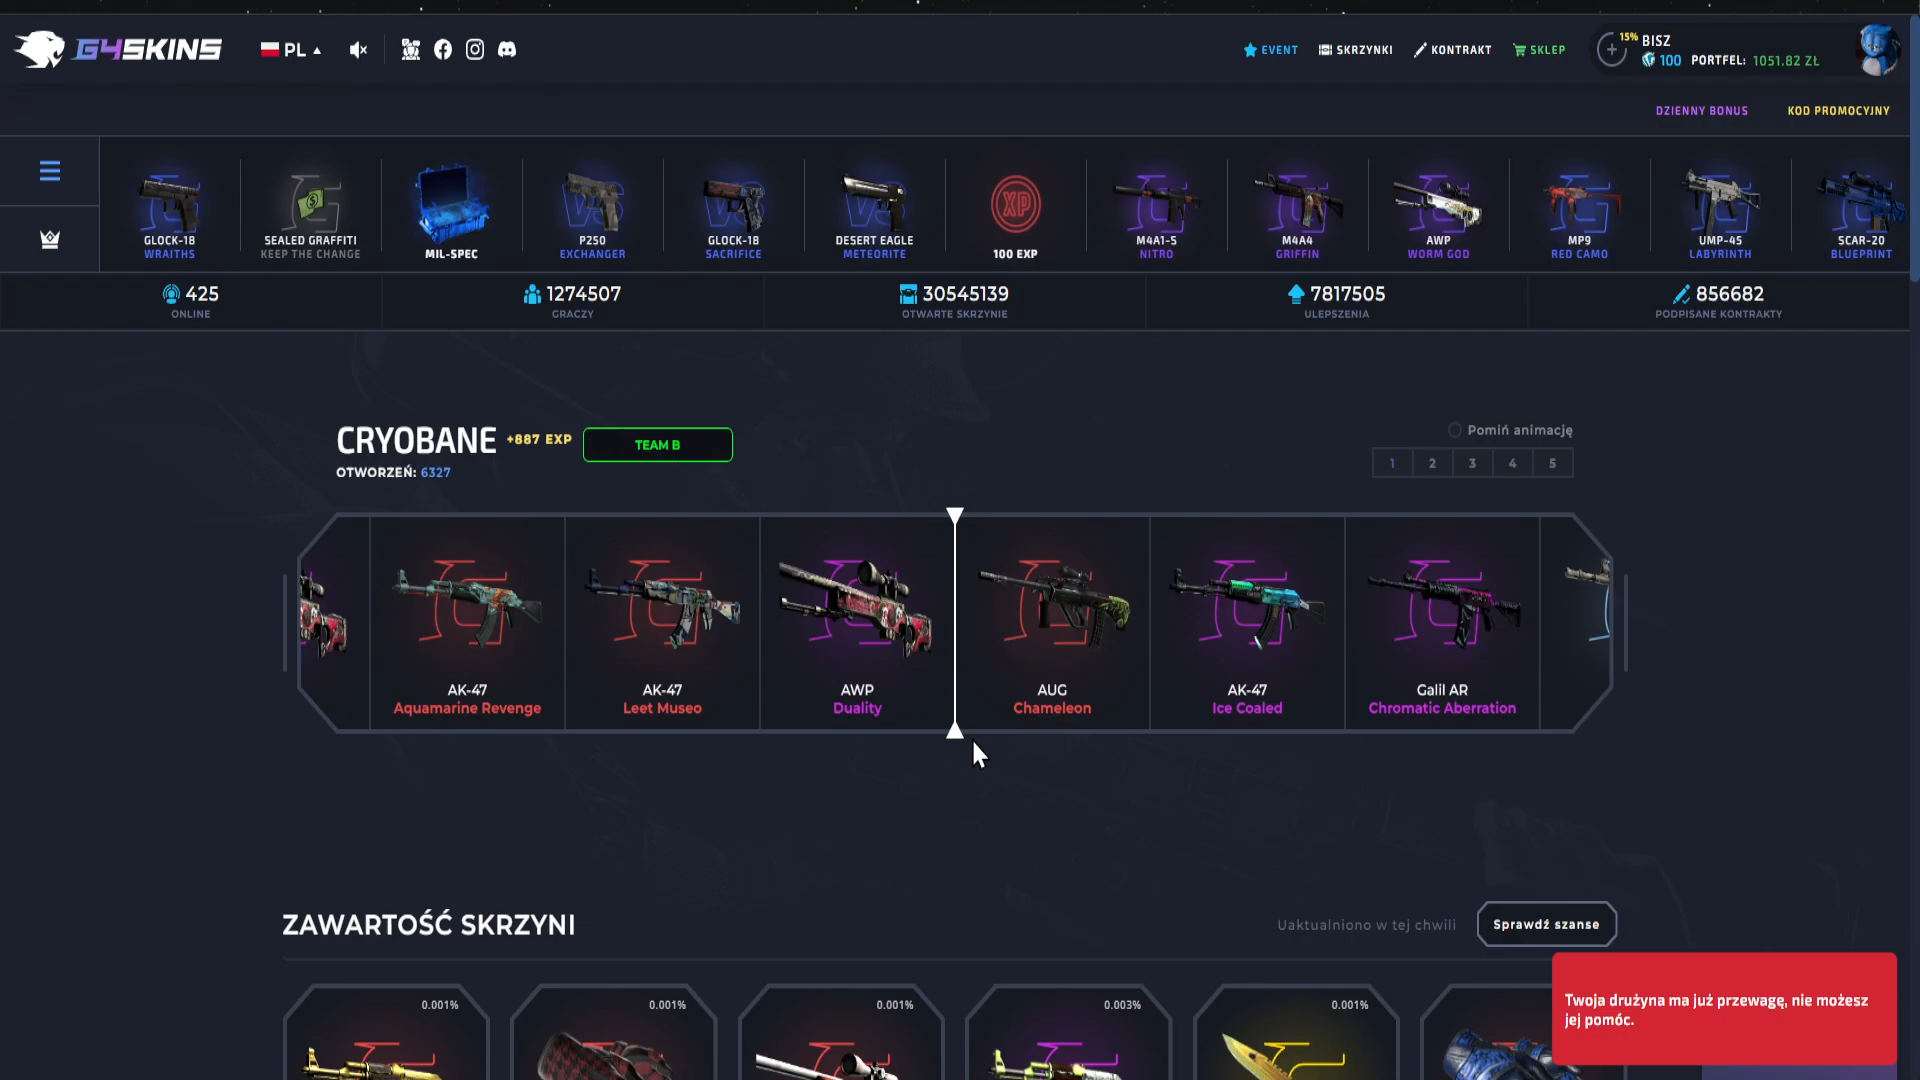 G4SKINS
PL
EVENT
SKRZYNKI
KONTRAKT
SKLEP
15%
BISZ
100 PORTFEL: 1051.82 ZŁ
DZIENNY BONUS
KOD PROMOCYJNY
GLOCK-18
WRAITHS
SEALED GRAFFITI
KEEP THE CHANGE
MIL-SPEC
P250
EXCHANGER
GLOCK-18
SACRIFICE
DESERT EAGLE
METEORITE
XP
100 EXP
M4A1-S
NITRO
M4A4
GRIFFIN
AWP
WORM GOD
MP9
RED CAMO
UMP-45
LABYRINTH
SCAR-20
BLUEPRINT
425
ONLINE
1274507
GRACZY
30545139
OTWARTE SKRZYNIE
7817505
ULEPSZENIA
856682
PODPISANE KONTRAKTY
CRYOBANE +887 EXP
TEAM B
OTWORZEŃ: 6327
Pomiń animację
1 2 3 4 5
AK-47
Aquamarine Revenge
AK-47
Leet Museo
AWP
Duality
AUG
Chameleon
AK-47
Ice Coaled
Galil AR
Chromatic Aberration
ZAWARTOŚĆ SKRZYNI
Uaktualniono w tej chwili
Sprawdź szanse
0.001%
0.001%
0.001%
0.003%
0.001%
Twoja drużyna ma już przewagę, nie możesz
jej pomóc.